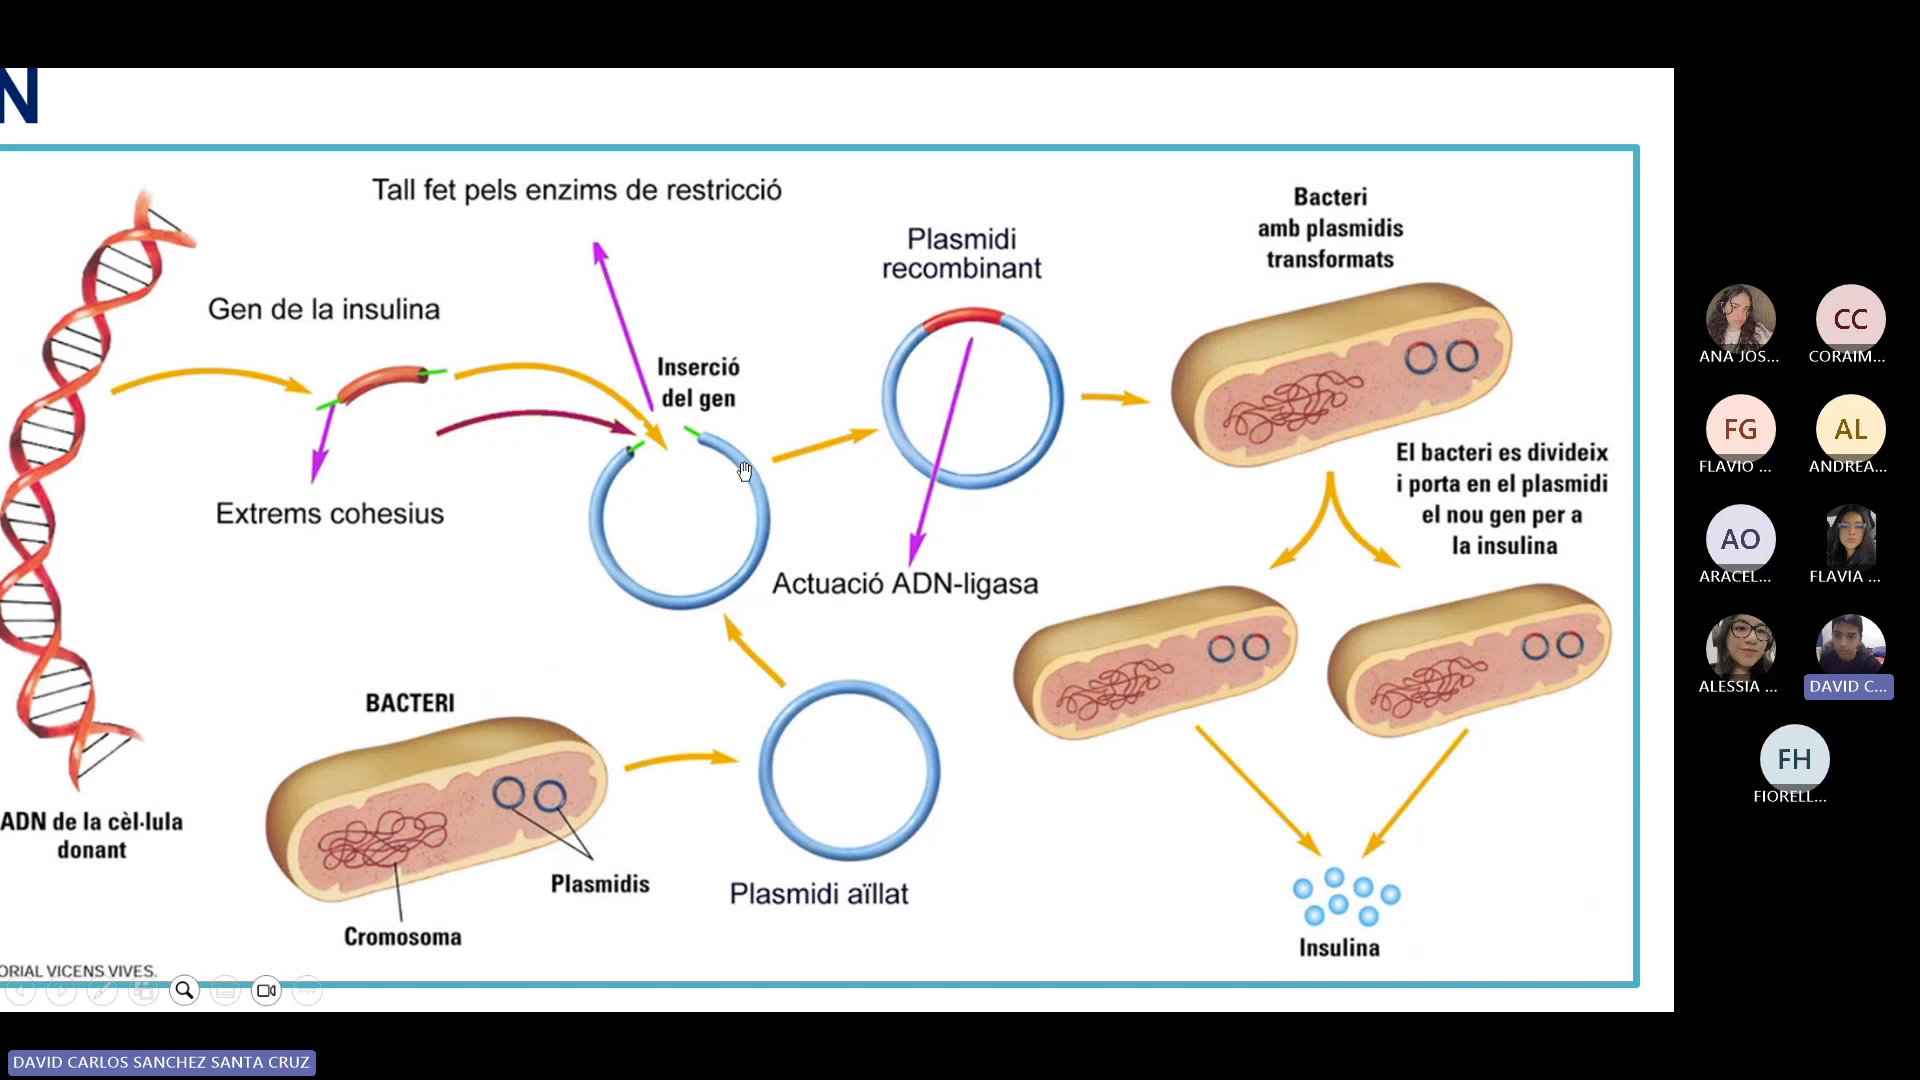 N
Tall fet pels enzims de restricció
Bacteri
amb plasmidis
transformats
Plasmidi
recombinant
Gen de la insulina
Inserció
del gen
El bacteri es divideix
i porta en el plasmidi
el nou gen per a
la insulina
Extrems cohesius
Actuació ADN-ligasa
BACTERI
ADN de la cèl·lula
donant
Plasmidis
Plasmidi aïllat
Cromosoma
Insulina
ORIAL VICENS VIVES.
ANA JOS...
CC
CORAIM...
FG
FLAVIO ...
AL
ANDREA...
AO
ARACEL...
FLAVIA ...
ALESSIA ...
DAVID C...
FH
FIORELL...
DAVID CARLOS SANCHEZ SANTA CRUZ